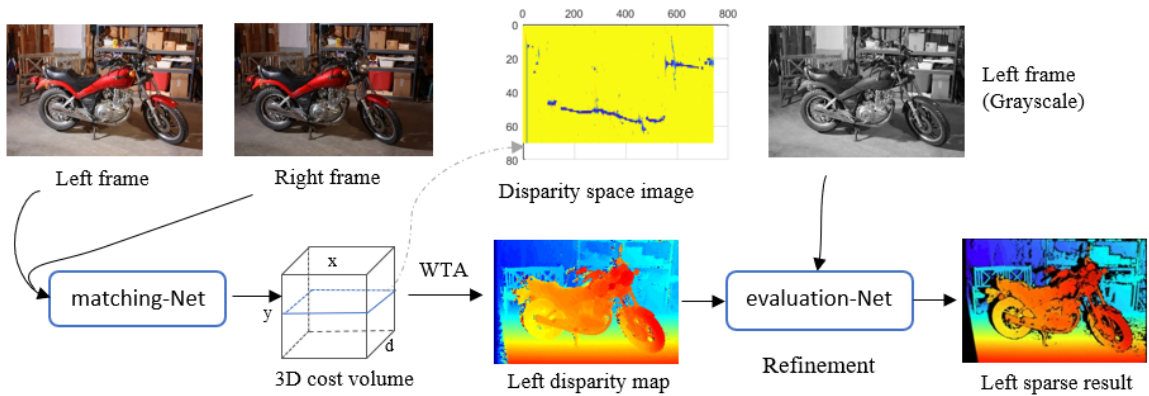 0 200 400 600 800
0
20
40
60
80
Left frame
(Grayscale)
Left frame
Right frame
Disparity space image
matching-Net
x
y
d
3D cost volume
WTA
Left disparity map
evaluation-Net
Refinement
Left sparse result